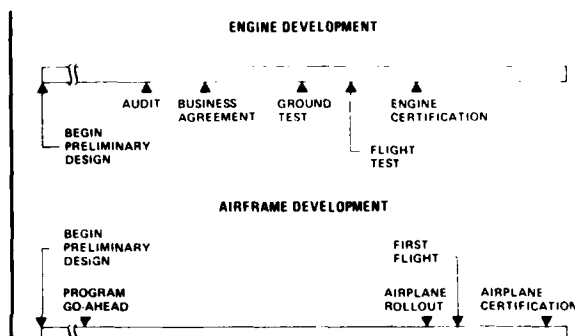 ENGINE DEVELOPMENT
AUDIT
BUSINESS
AGREEMENT
GROUND
TEST
ENGINE
CERTIFICATION
BEGIN
PRELIMINARY
DESIGN
FLIGHT
TEST
AIRFRAME DEVELOPMENT
BEGIN
PRELIMINARY
DESIGN
FIRST
FLIGHT
PROGRAM
GO-AHEAD
AIRPLANE
ROLLOUT
AIRPLANE
CERTIFICATION